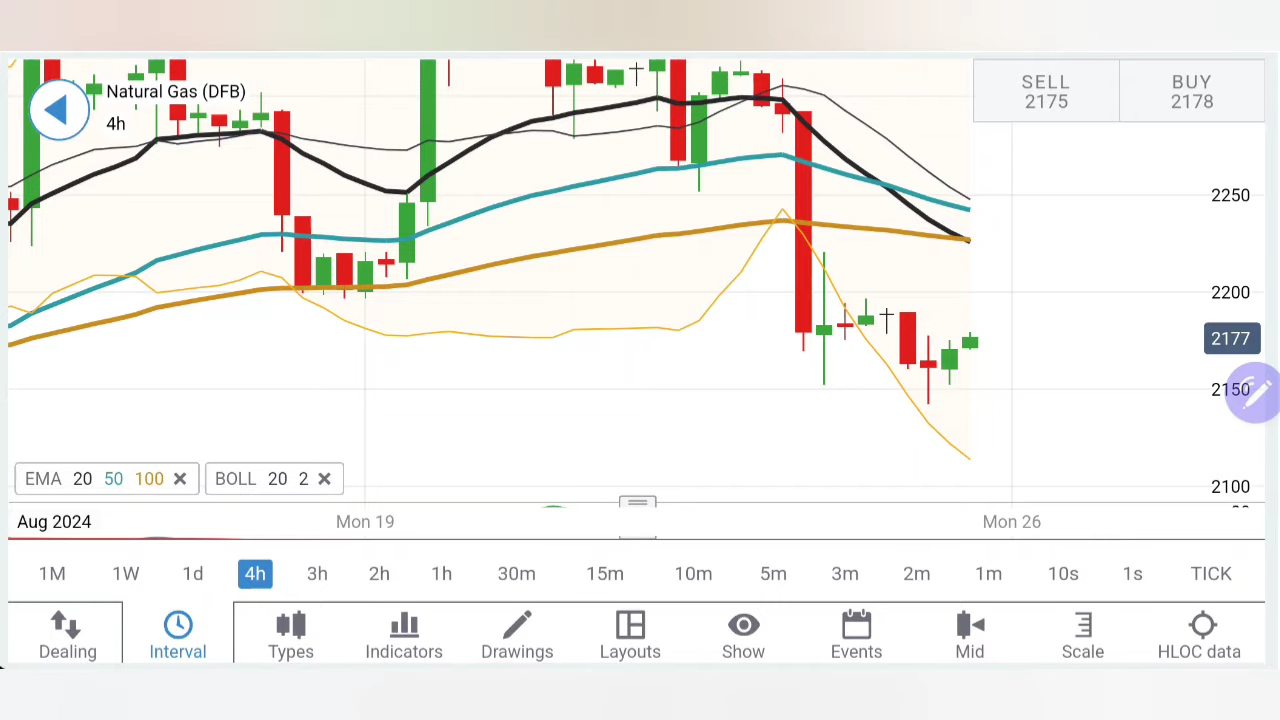 Natural Gas (DFB)
4h
SELL
2175
BUY
2178
2250
2200
2177
2150
2100
EMA 20 50 100
BOLL 20 2
Aug 2024
Mon 19
Mon 26
1M 1W 1d 4h 3h 2h 1h 30m 15m 10m 5m 3m 2m 1m 10s 1s TICK
Dealing Interval Types Indicators Drawings Layouts Show Events Mid Scale HLOC data